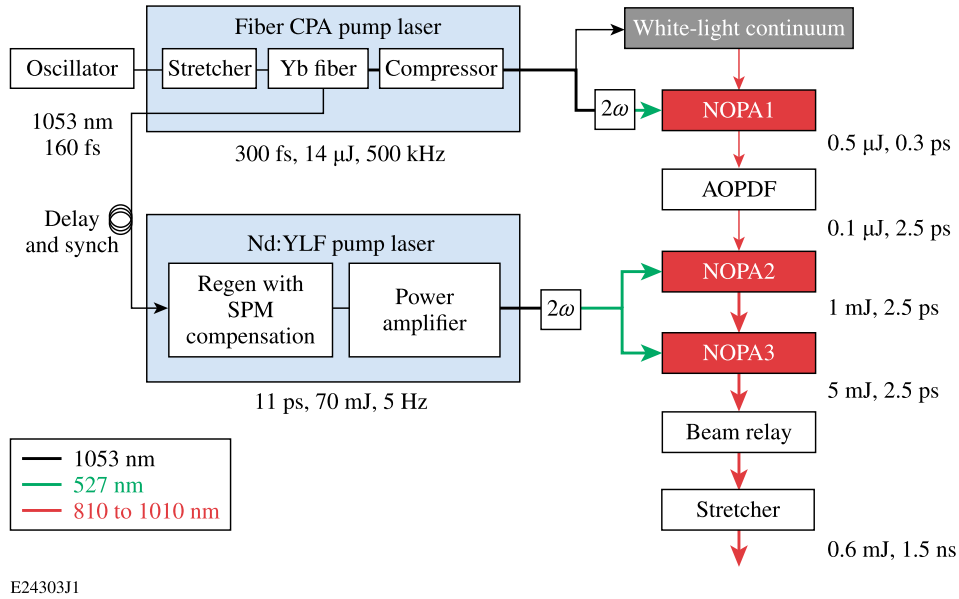 Fiber CPA pump laser
White-light continuum
Oscillator
Stretcher
Yb fiber
Compressor
2ω
NOPA1
1053 nm
160 fs
300 fs, 14 μJ, 500 kHz
0.5 μJ, 0.3 ps
AOPDF
Delay
and synch
0.1 μJ, 2.5 ps
Nd:YLF pump laser
Regen with
SPM
compensation
Power
amplifier
2ω
NOPA2
1 mJ, 2.5 ps
NOPA3
11 ps, 70 mJ, 5 Hz
5 mJ, 2.5 ps
Beam relay
1053 nm
527 nm
810 to 1010 nm
Stretcher
0.6 mJ, 1.5 ns
E24303J1